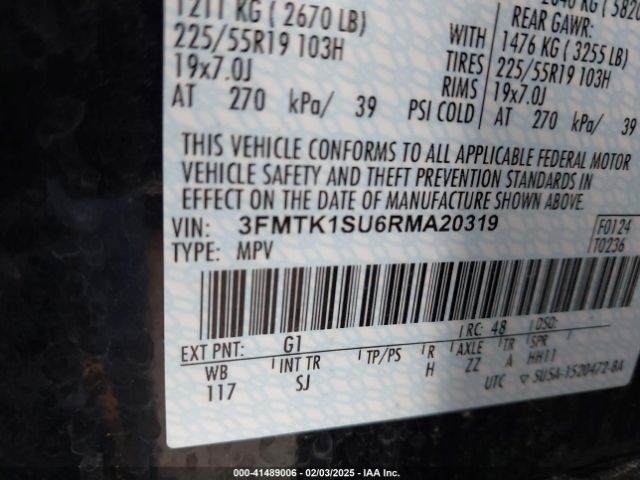 1211 KG ( 2670 LB)
225/55R19 103H
19x7.0J
AT 270 kPa/ 39 PSI COLD
WITH
TIRES
RIMS
REAR GAWR:
1476 KG ( 3255 LB)
225/55R19 103H
19x7.0J
AT 270 kPa/ 39
THIS VEHICLE CONFORMS TO ALL APPLICABLE FEDERAL MOTOR
VEHICLE SAFETY AND THEFT PREVENTION STANDARDS IN
EFFECT ON THE DATE OF MANUFACTURE SHOWN ABOVE.
VIN: 3FMTK1SU6RMA20319
F0124
T0236
TYPE: MPV
EXT PNT: G1 RC: 48 DSO:
WB INT TR TP/PS R AXLE TR SPR
117 SJ H ZZ A HH11
UTC ▽ SU5A-1520472-BA
000-41489006 - 02/03/2025 - IAA Inc.